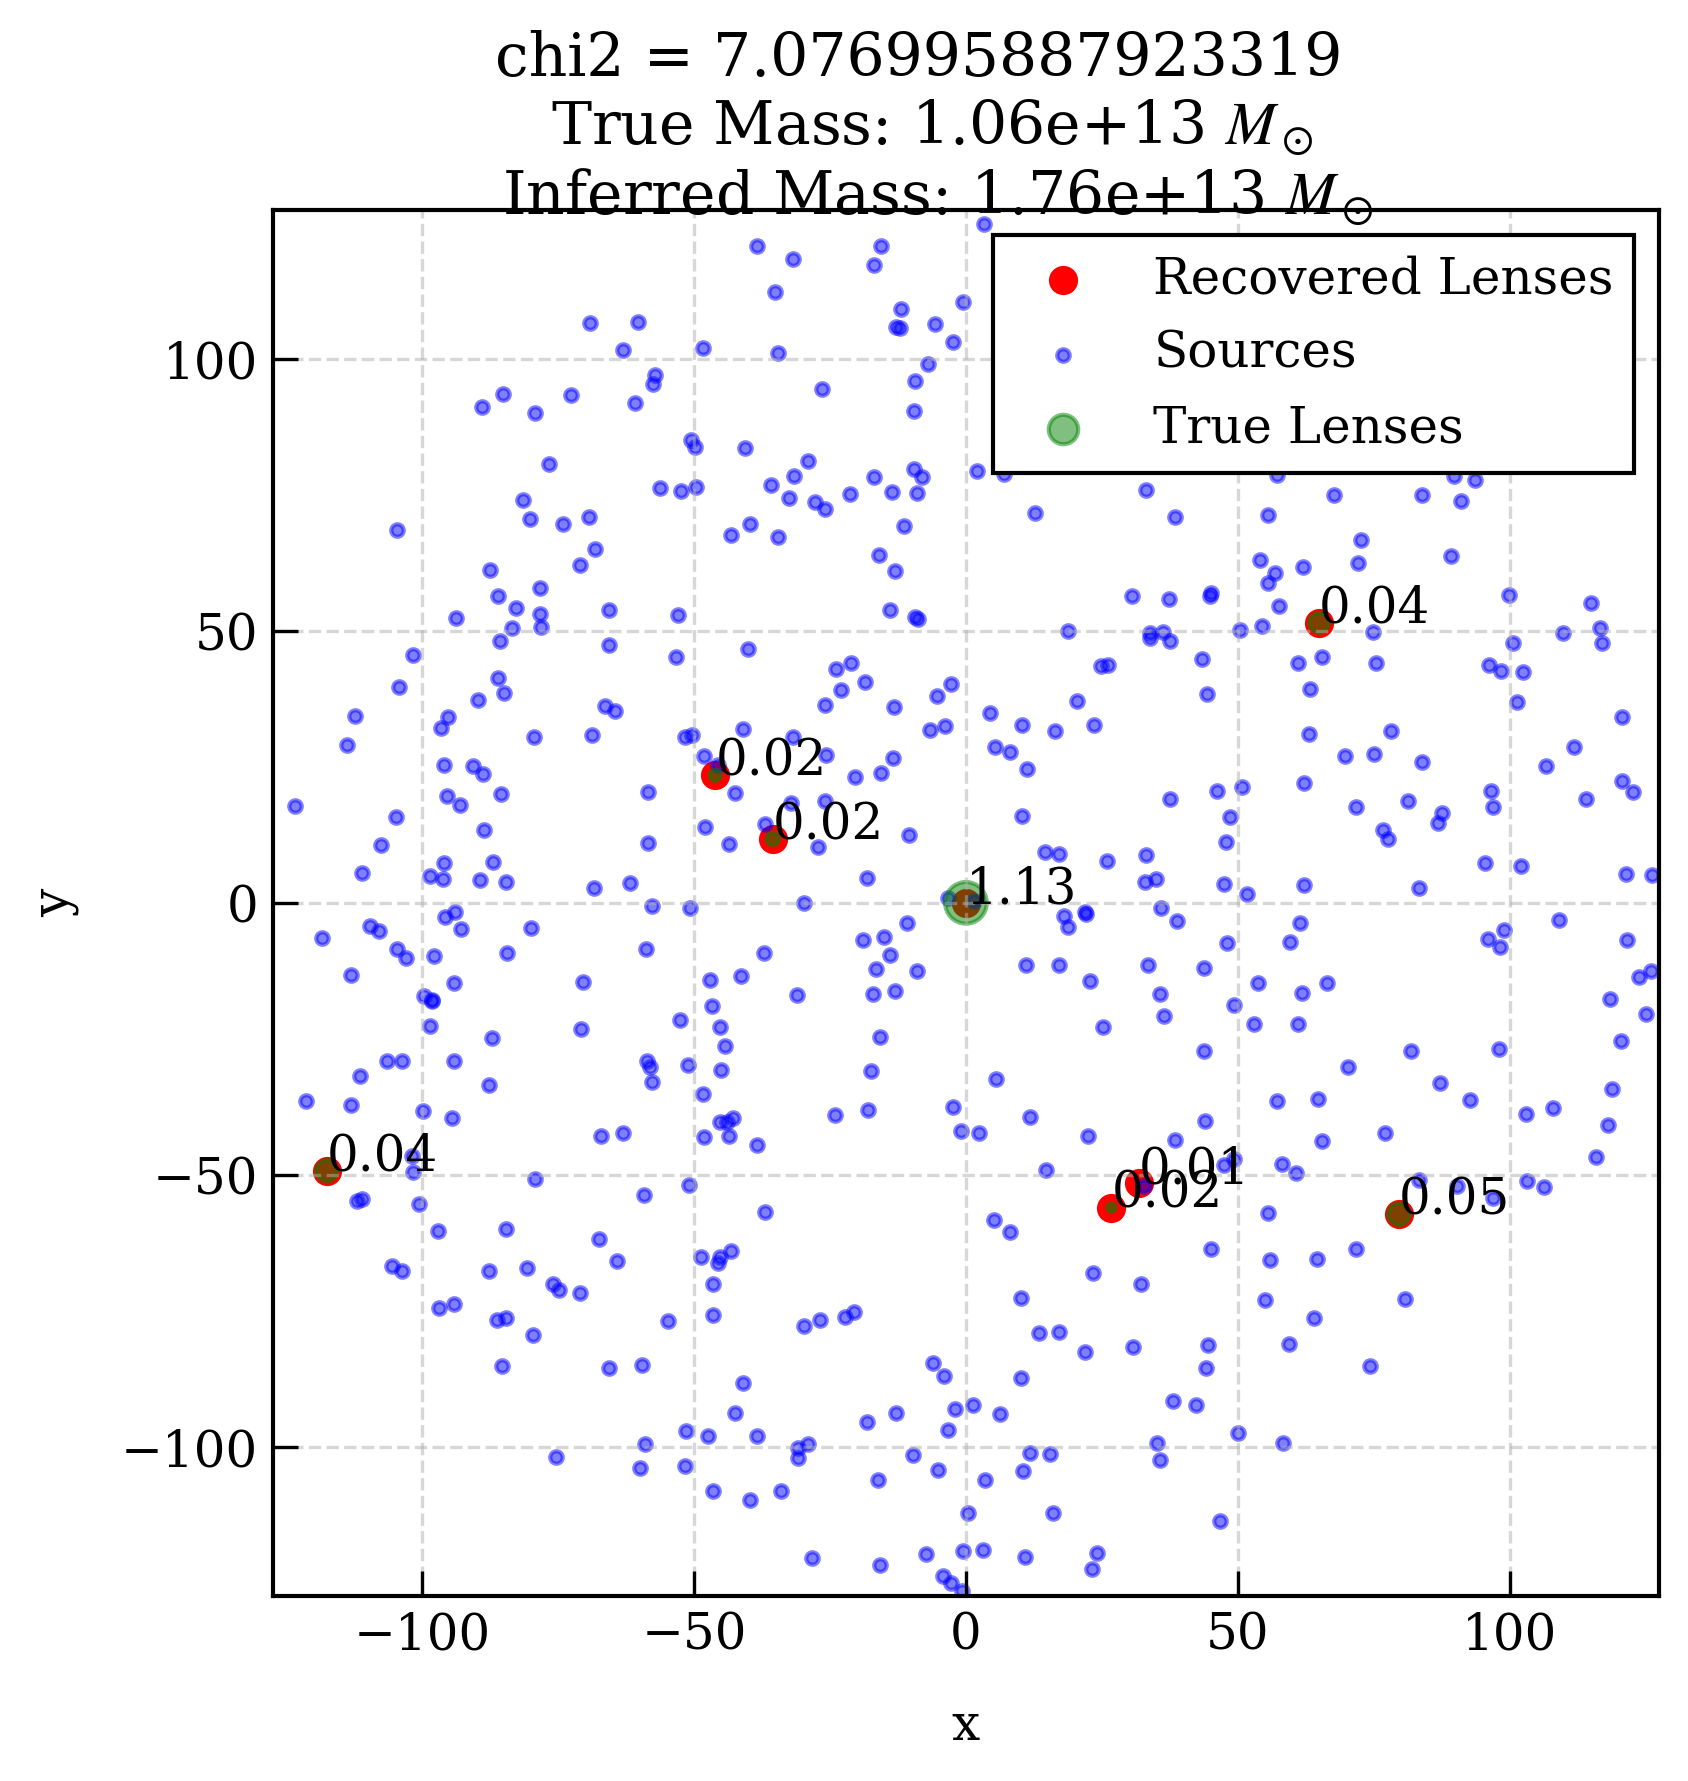 chi2 = 7.076995887923319
True Mass: 1.06e+13 M⊙
Inferred Mass: 1.76e+13 M⊙
Recovered Lenses
Sources
True Lenses
100
50
0
−50
−100
y
0.04
0.02
0.02
1.13
0.04
0.01
0.02
0.05
−100
−50
0
50
100
x